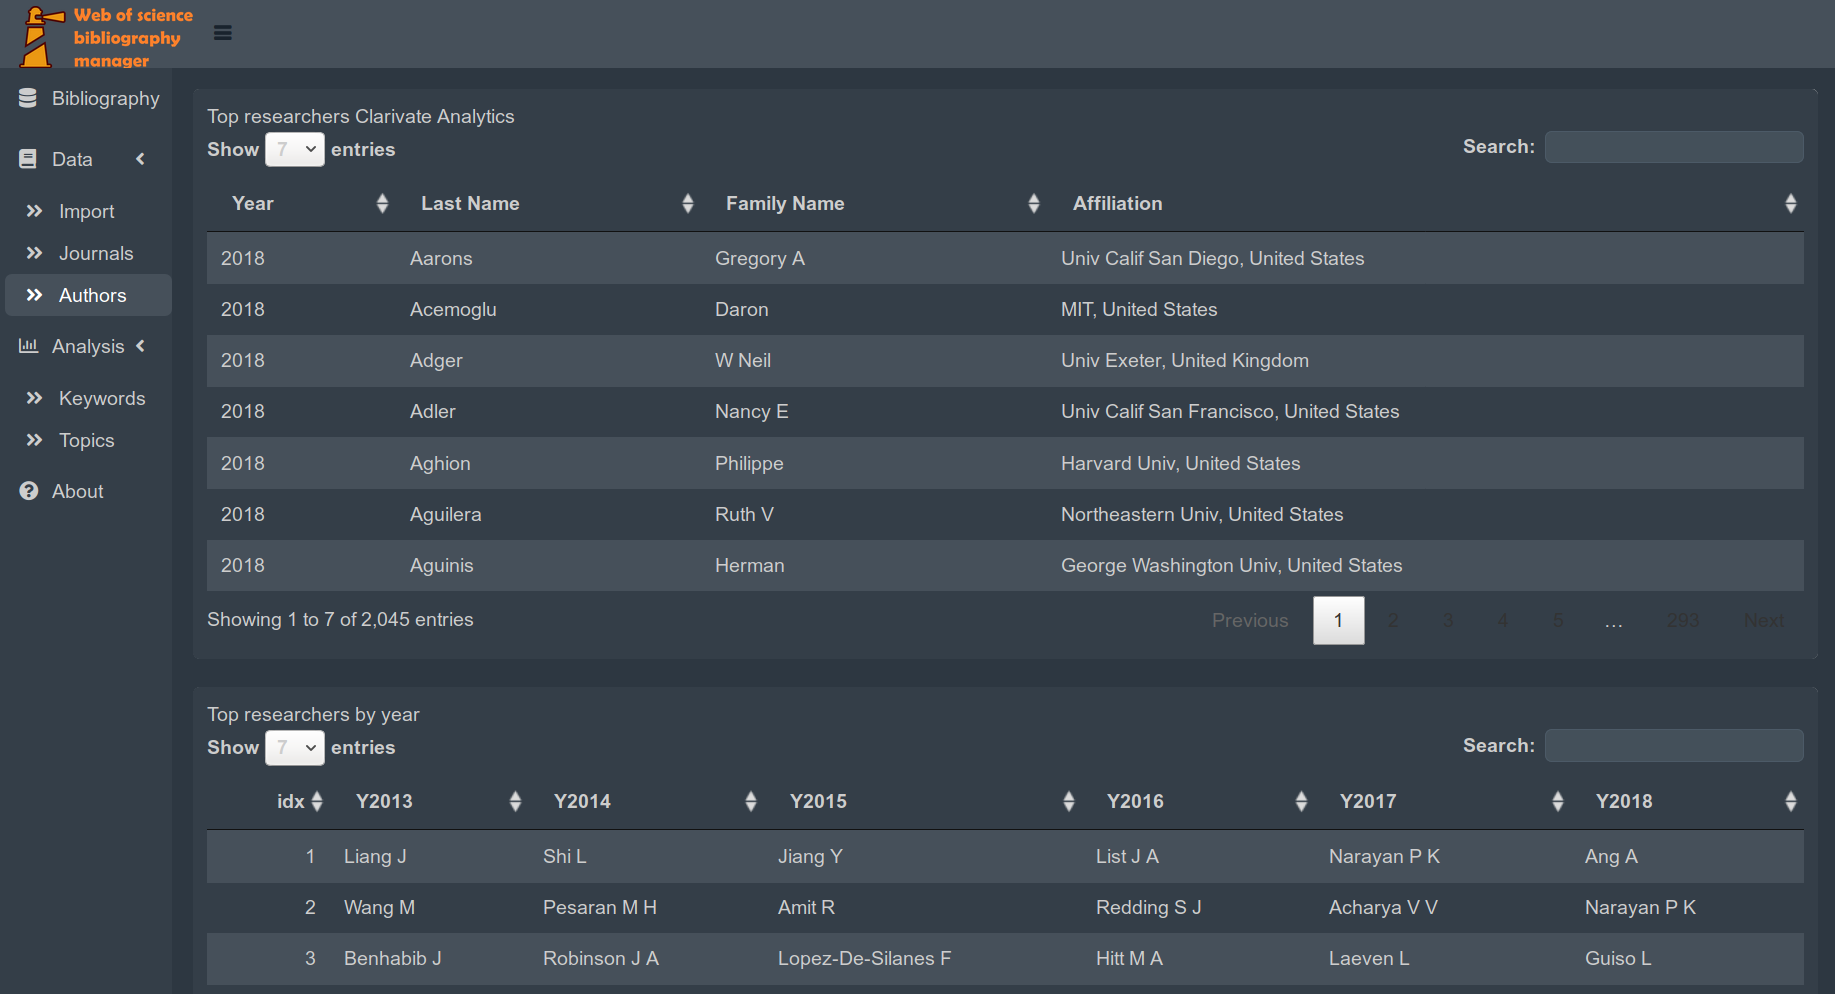 Web of science
bibliography
manager
Bibliography
Data
Import
Journals
Authors
Analysis
Keywords
Topics
About
Top researchers Clarivate Analytics
Show 7 entries
Search:
Year Last Name Family Name Affiliation
2018 Aarons Gregory A Univ Calif San Diego, United States
2018 Acemoglu Daron MIT, United States
2018 Adger W Neil Univ Exeter, United Kingdom
2018 Adler Nancy E Univ Calif San Francisco, United States
2018 Aghion Philippe Harvard Univ, United States
2018 Aguilera Ruth V Northeastern Univ, United States
2018 Aguinis Herman George Washington Univ, United States
Showing 1 to 7 of 2,045 entries
Previous 1 2 3 4 5 … 293 Next
Top researchers by year
Show 7 entries
Search:
idx Y2013 Y2014 Y2015 Y2016 Y2017 Y2018
1 Liang J Shi L Jiang Y List J A Narayan P K Ang A
2 Wang M Pesaran M H Amit R Redding S J Acharya V V Narayan P K
3 Benhabib J Robinson J A Lopez-De-Silanes F Hitt M A Laeven L Guiso L